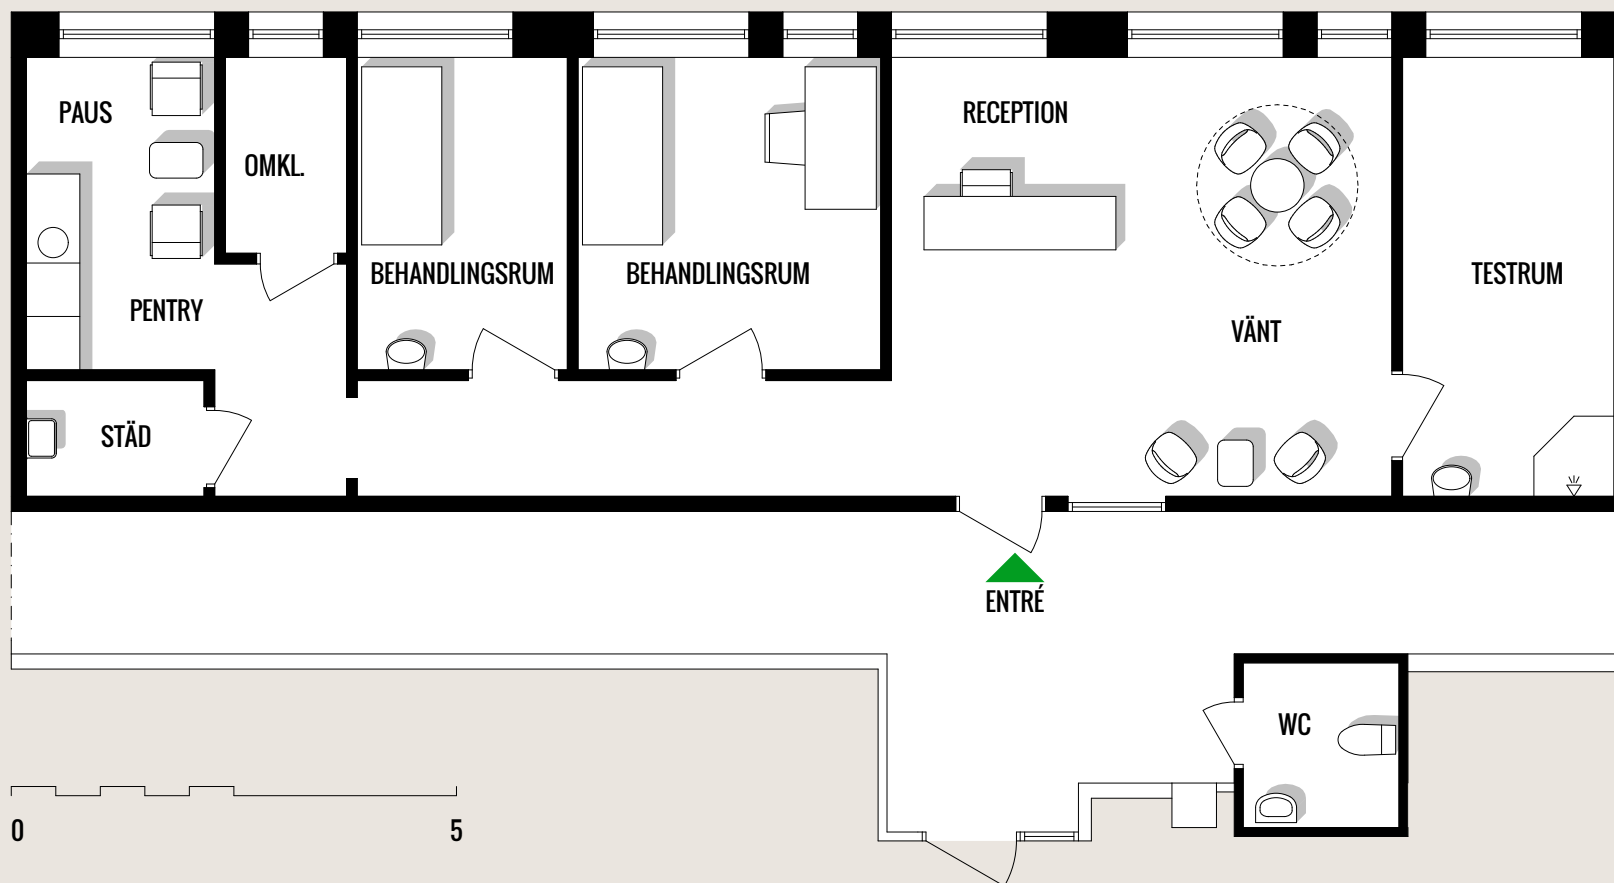 PAUS
RECEPTION
OMKL.
BEHANDLINGSRUM
BEHANDLINGSRUM
TESTRUM
PENTRY
VÄNT
STÄD
ENTRÉ
WC
0
5